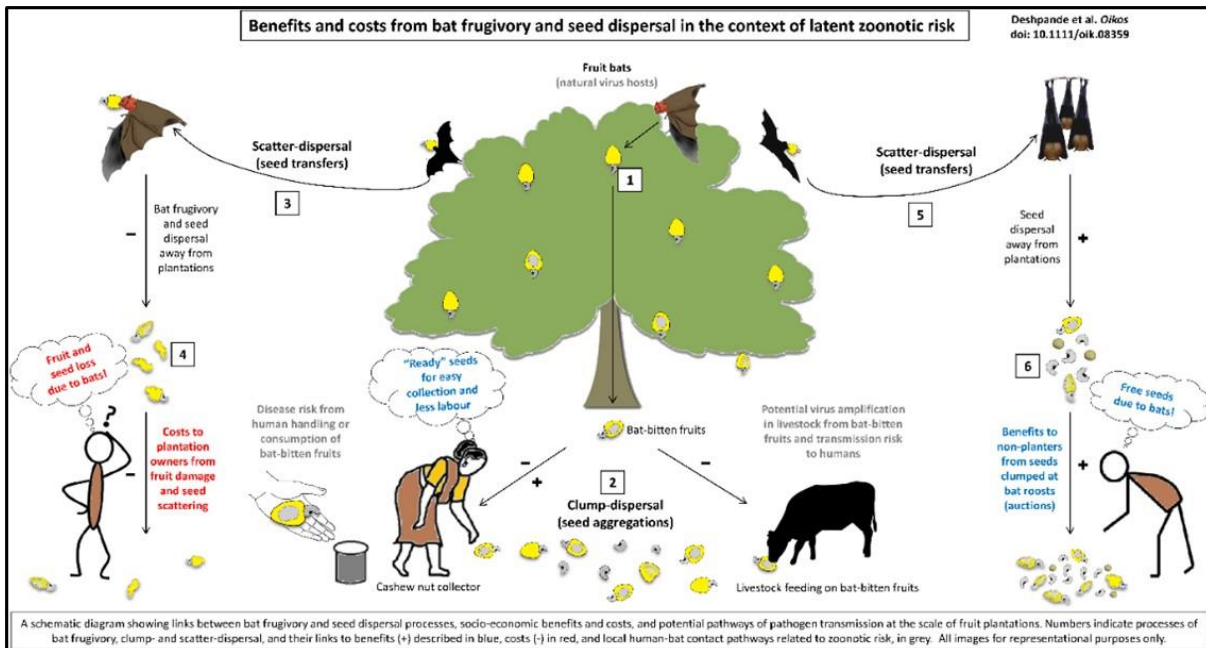 Benefits and costs from bat frugivory and seed dispersal in the context of latent zoonotic risk
Deshpande et al. Oikos
doi: 10.1111/oik.08359
Fruit bats
(natural virus hosts)
1
Scatter-dispersal
(seed transfers)
3
Scatter-dispersal
(seed transfers)
5
–
Bat frugivory
and seed
dispersal
away from
plantations
Seed
dispersal
away from
plantations
+
4
Fruit and
seed loss
due to bats!
?
–
Costs to
plantation
owners from
fruit damage
and seed
scattering
Disease risk from
human handling or
consumption of
bat-bitten fruits
"Ready" seeds
for easy
collection and
less labour
Bat-bitten fruits
–
+
–
2
Clump-dispersal
(seed aggregations)
Cashew nut collector
Potential virus amplification
in livestock from bat-bitten
fruits and transmission risk
to humans
Livestock feeding on bat-bitten fruits
6
Free seeds
due to bats!
Benefits to
non-planters
from seeds
clumped at
bat roosts
(auctions)
+
A schematic diagram showing links between bat frugivory and seed dispersal processes, socio-economic benefits and costs, and potential pathways of pathogen transmission at the scale of fruit plantations. Numbers indicate processes of
bat frugivory, clump- and scatter-dispersal, and their links to benefits (+) described in blue, costs (-) in red, and local human-bat contact pathways related to zoonotic risk, in grey. All images for representational purposes only.